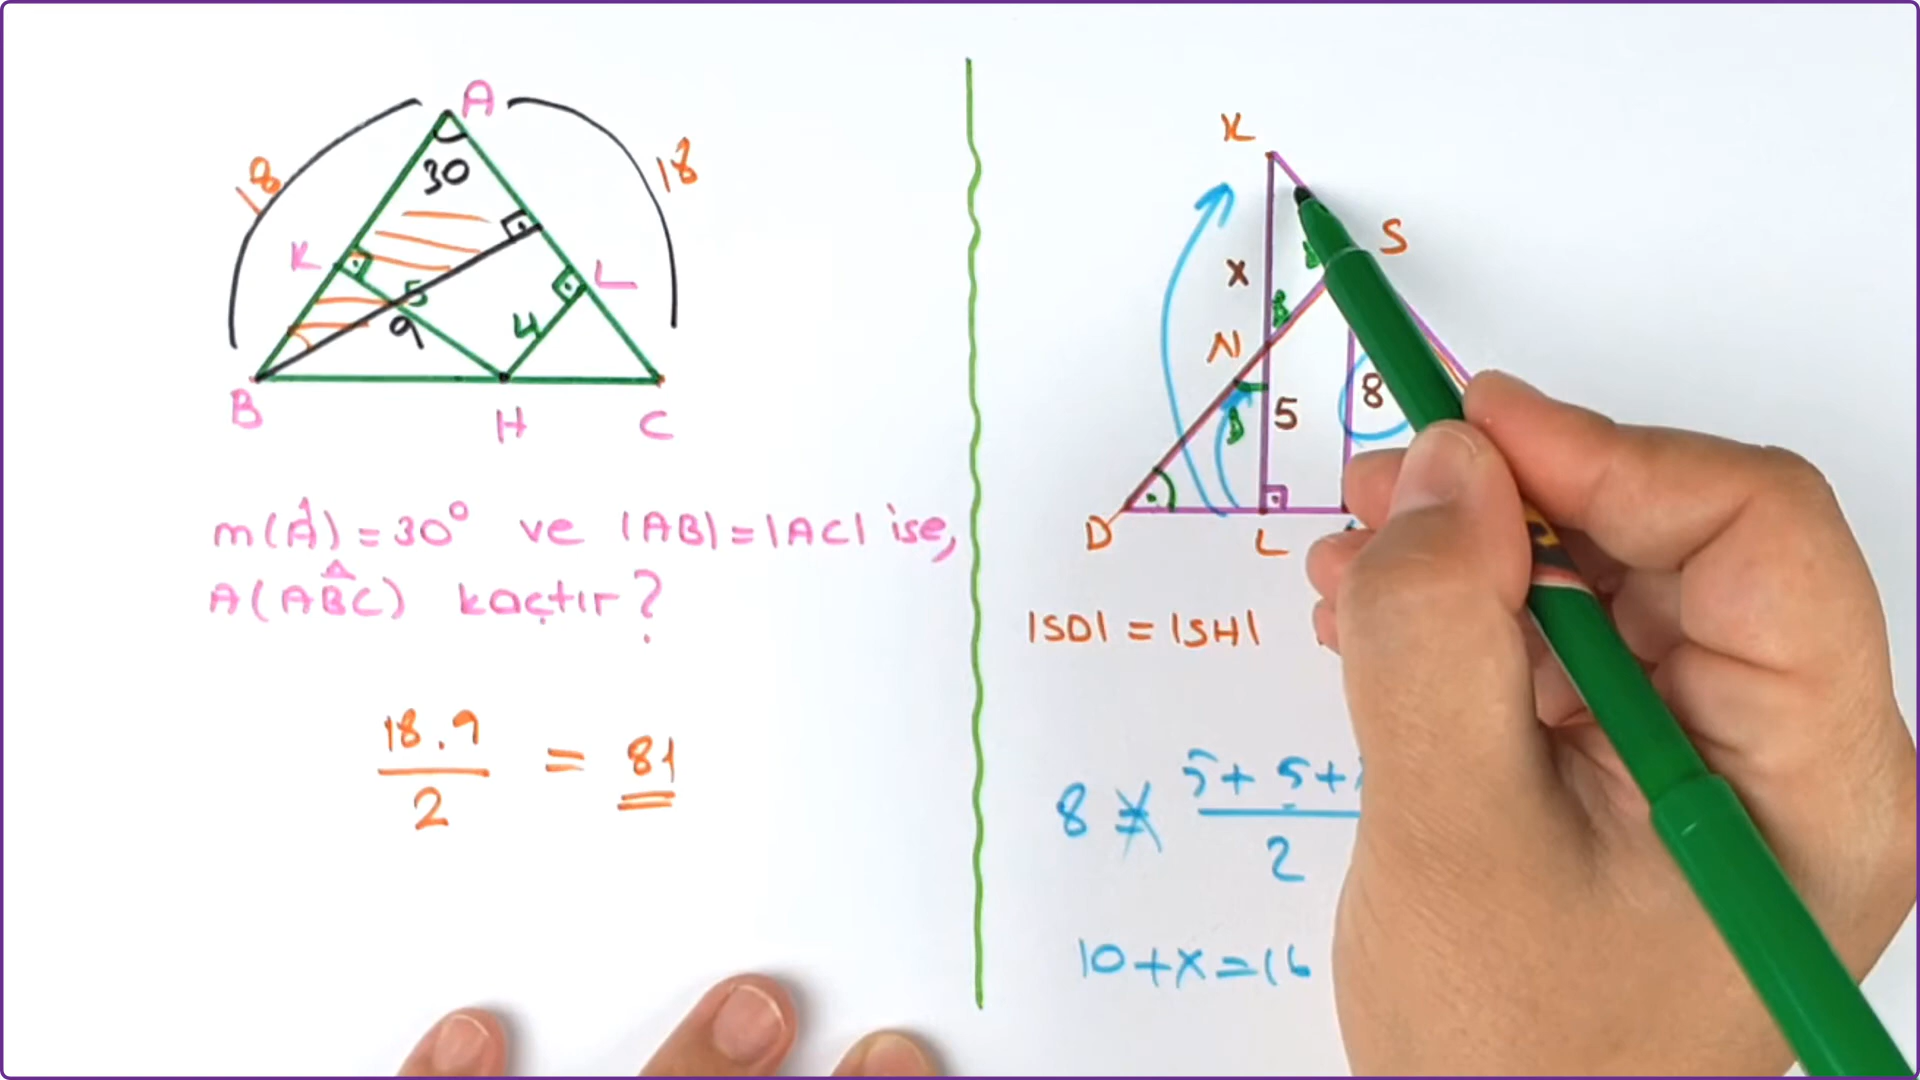 A
18
18
30
K
L
5
4
9
B
H
C
m(Â) = 30° ve |AB| = |AC| ise,
A(ABC) kaçtır?
18.9
2
= 81
K
S
X
N
5
8
D
L
|SD| = |SH|
8
5 + 5 +
2
10 + x = 16